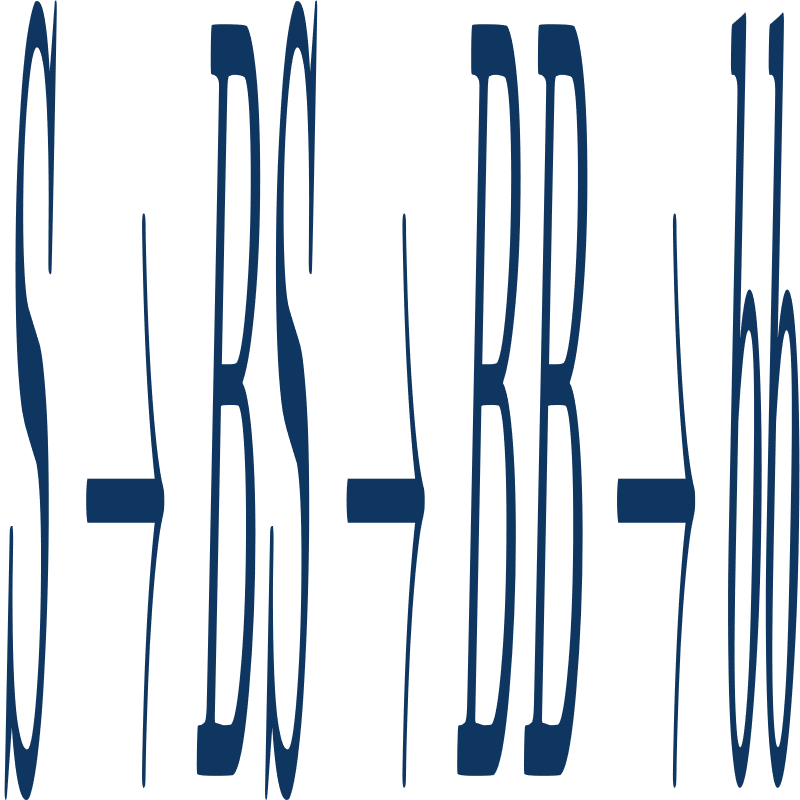 S → BS → BB → bb